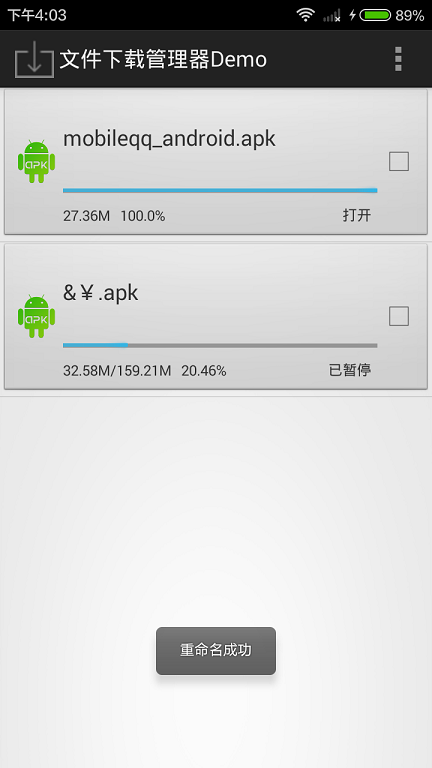 下午4:03 89%
文件下载管理器Demo
mobileqq_android.apk
apk
27.36M 100.0% 打开
&￥.apk
apk
32.58M/159.21M 20.46% 已暂停
重命名成功